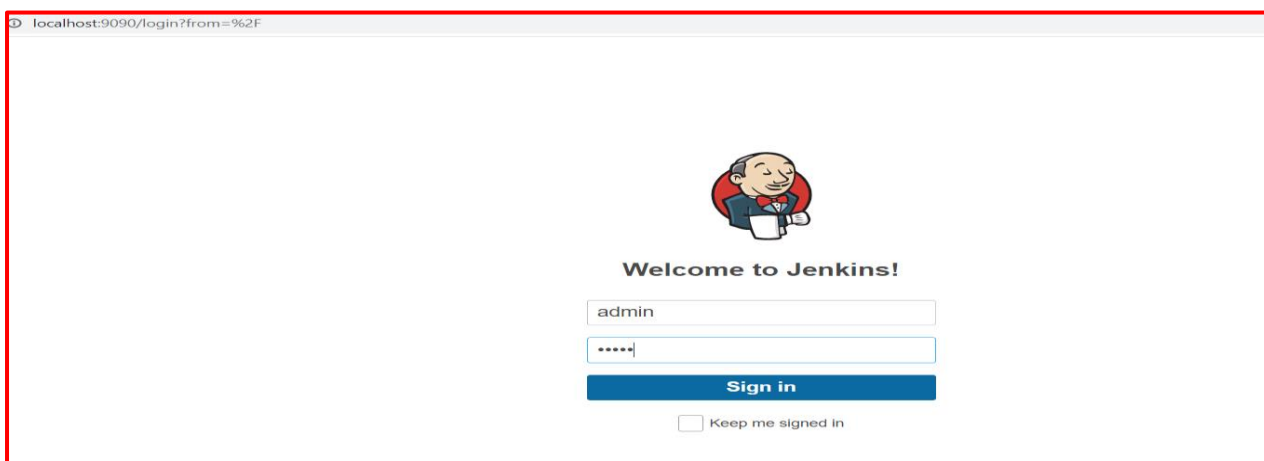 localhost:9090/login?from=%2F
Welcome to Jenkins!
admin
•••••
Sign in
Keep me signed in